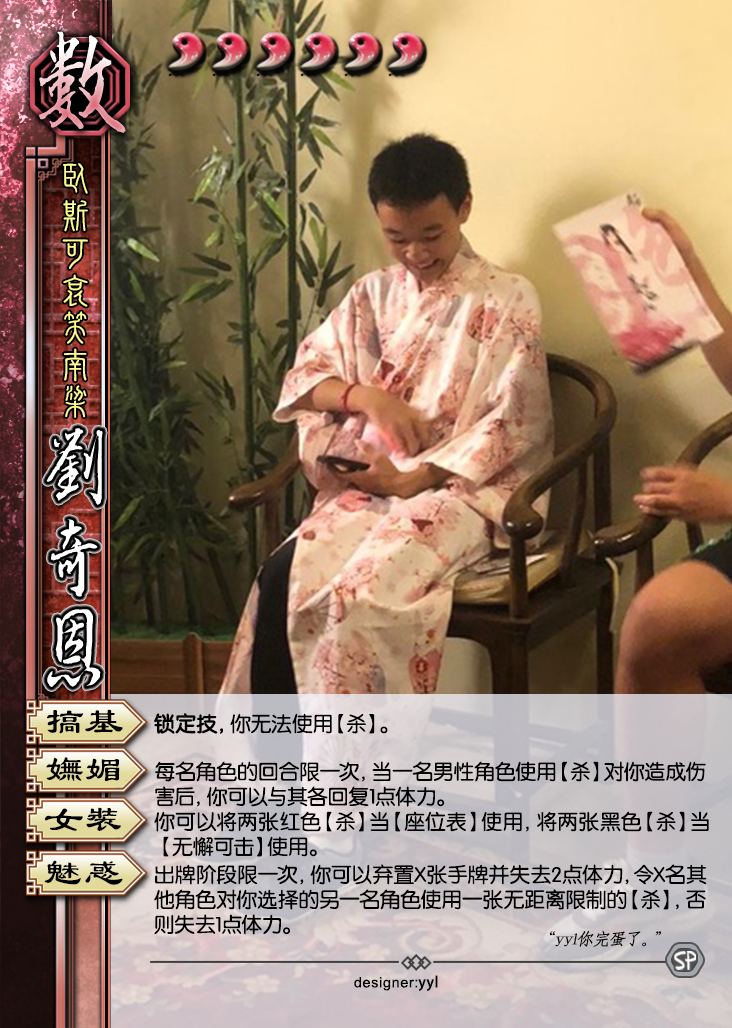 数
臥斯可哀笑南梁
劉奇恩
搞基
锁定技, 你无法使用【杀】。
嫵媚
每名角色的回合限一次, 当一名男性角色使用【杀】对你造成伤
害后, 你可以与其各回复1点体力。
女裝
你可以将两张红色【杀】当【座位表】使用, 将两张黑色【杀】当
【无懈可击】使用。
魅惑
出牌阶段限一次, 你可以弃置X张手牌并失去2点体力, 令X名其
他角色对你选择的另一名角色使用一张无距离限制的【杀】, 否
则失去1点体力。
“yyl你完蛋了。”
SP
designer:yyl